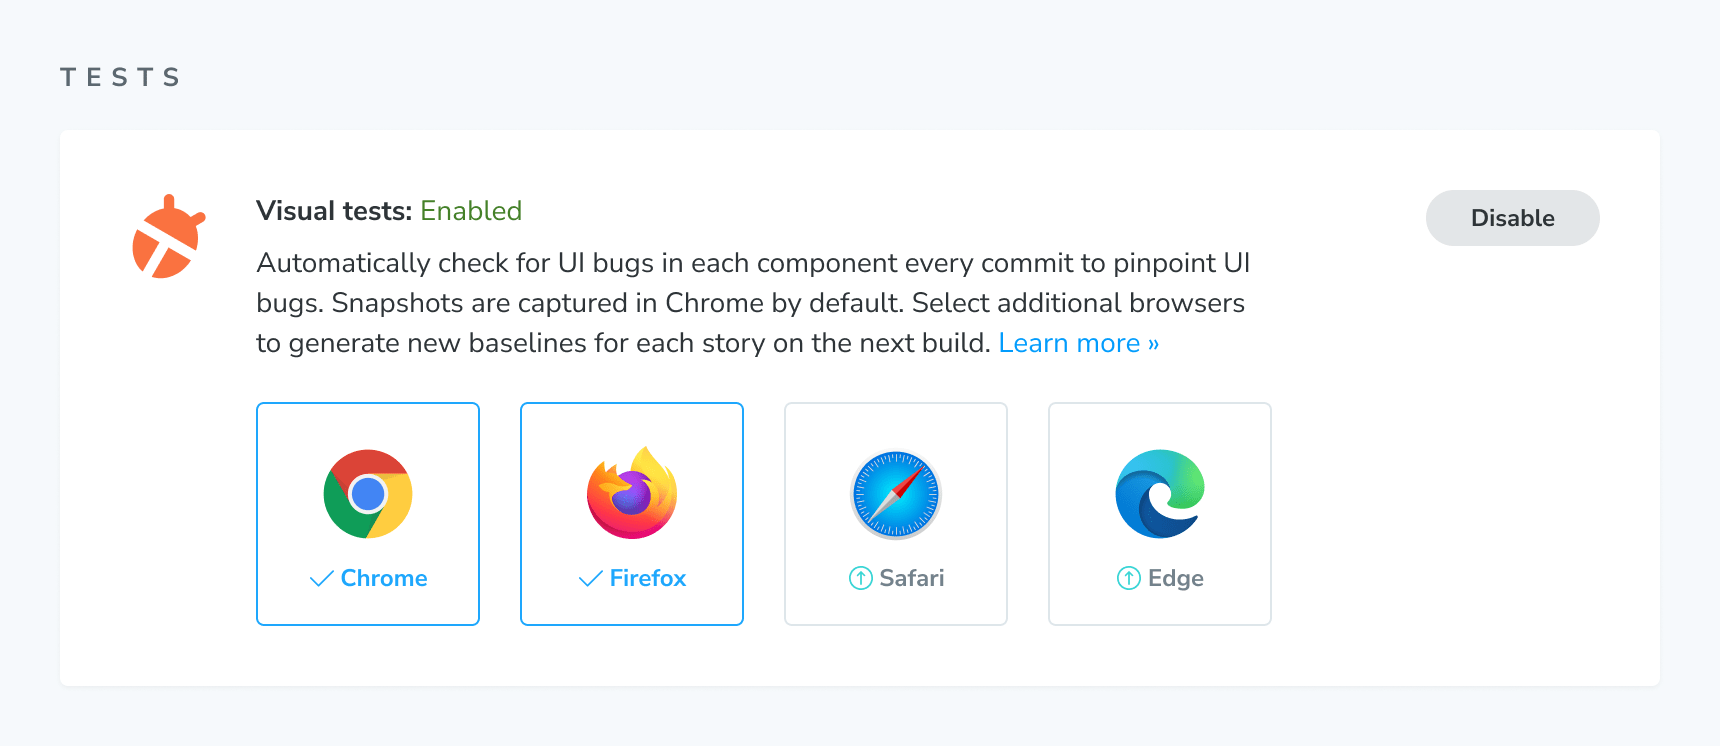 TESTS
Visual tests: Enabled
Disable
Automatically check for UI bugs in each component every commit to pinpoint UI
bugs. Snapshots are captured in Chrome by default. Select additional browsers
to generate new baselines for each story on the next build. Learn more »
Chrome
Firefox
Safari
Edge